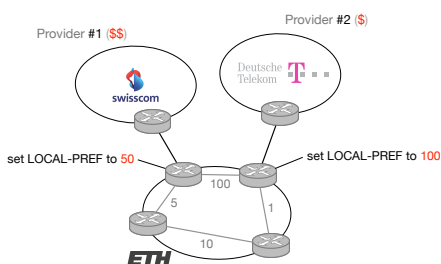 Provider #2 ($)
Provider #1 ($$)
Deutsche
Telekom
T
swisscom
set LOCAL-PREF to 50
set LOCAL-PREF to 100
100
5
1
10
ETH